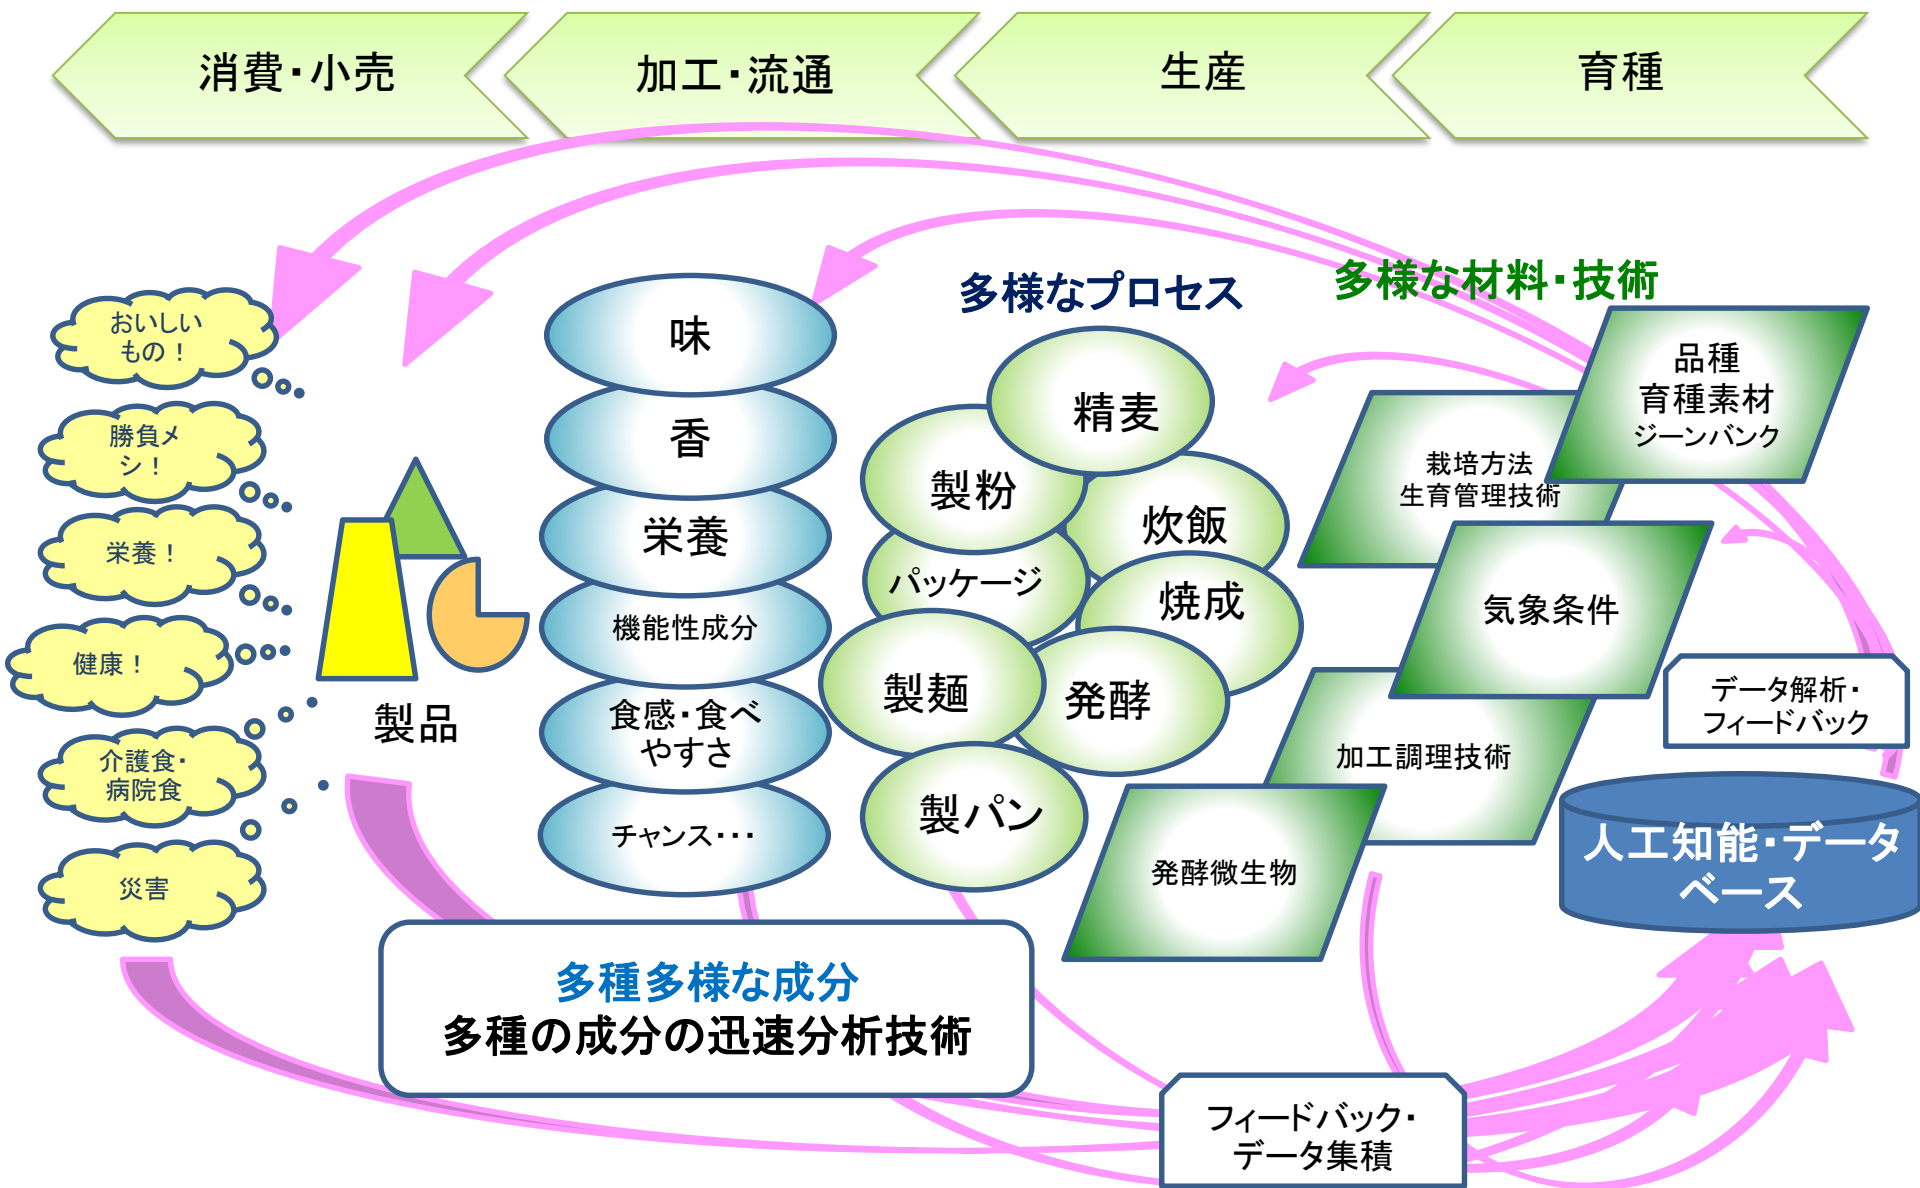 消費・小売
加工・流通
生産
育種
多様なプロセス
多様な材料・技術
おいしい
もの！
勝負メ
シ！
栄養！
健康！
介護食・
病院食
災害
製品
味
香
栄養
機能性成分
食感・食べ
やすさ
チャンス・・・
精麦
製粉
炊飯
パッケージ
焼成
製麺
発酵
製パン
品種
育種素材
ジーンバンク
栽培方法
生育管理技術
気象条件
加工調理技術
発酵微生物
データ解析・
フィードバック
人工知能・データ
ベース
多種多様な成分
多種の成分の迅速分析技術
フィードバック・
データ集積